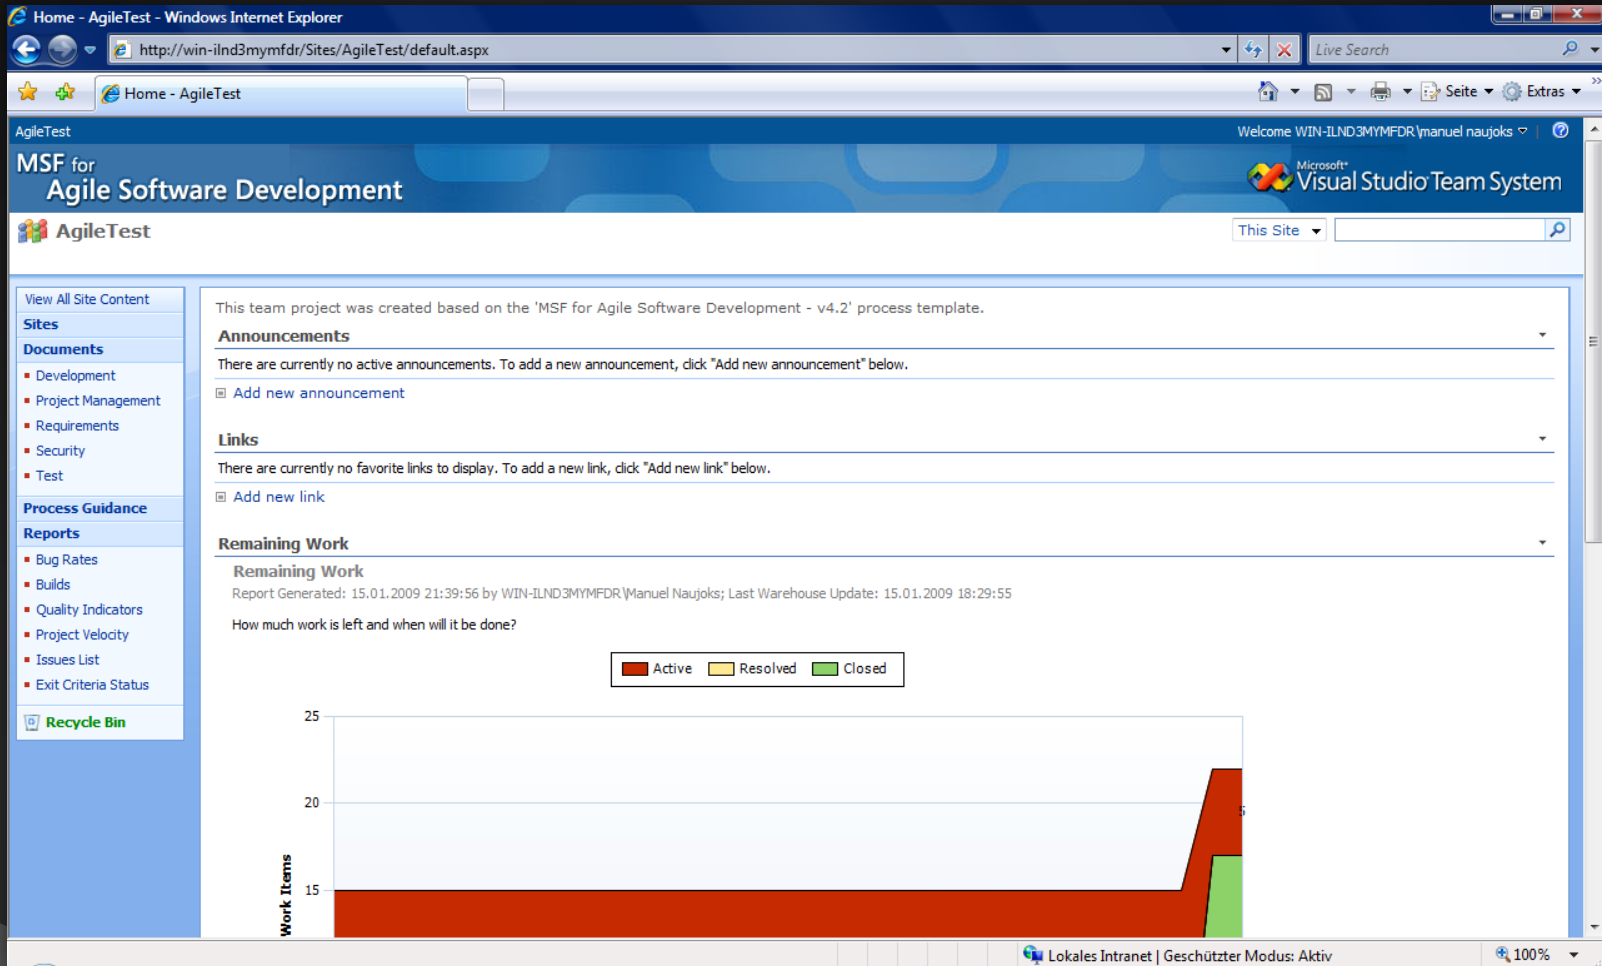 Home - AgileTest - Windows Internet Explorer
http://win-ilnd3mymfdr/Sites/AgileTest/default.aspx
Live Search
Home - AgileTest
Seite
Extras
AgileTest
Welcome WIN-ILND3MYMFDR\manuel naujoks
MSF for
Agile Software Development
Microsoft
Visual Studio Team System
AgileTest
This Site
View All Site Content
Sites
Documents
Development
Project Management
Requirements
Security
Test
Process Guidance
Reports
Bug Rates
Builds
Quality Indicators
Project Velocity
Issues List
Exit Criteria Status
Recycle Bin
This team project was created based on the 'MSF for Agile Software Development - v4.2' process template.
Announcements
There are currently no active announcements. To add a new announcement, click "Add new announcement" below.
Add new announcement
Links
There are currently no favorite links to display. To add a new link, click "Add new link" below.
Add new link
Remaining Work
Remaining Work
Report Generated: 15.01.2009 21:39:56 by WIN-ILND3MYMFDR\Manuel Naujoks; Last Warehouse Update: 15.01.2009 18:29:55
How much work is left and when will it be done?
Active
Resolved
Closed
25
20
15
Work Items
Lokales Intranet | Geschützter Modus: Aktiv
100%